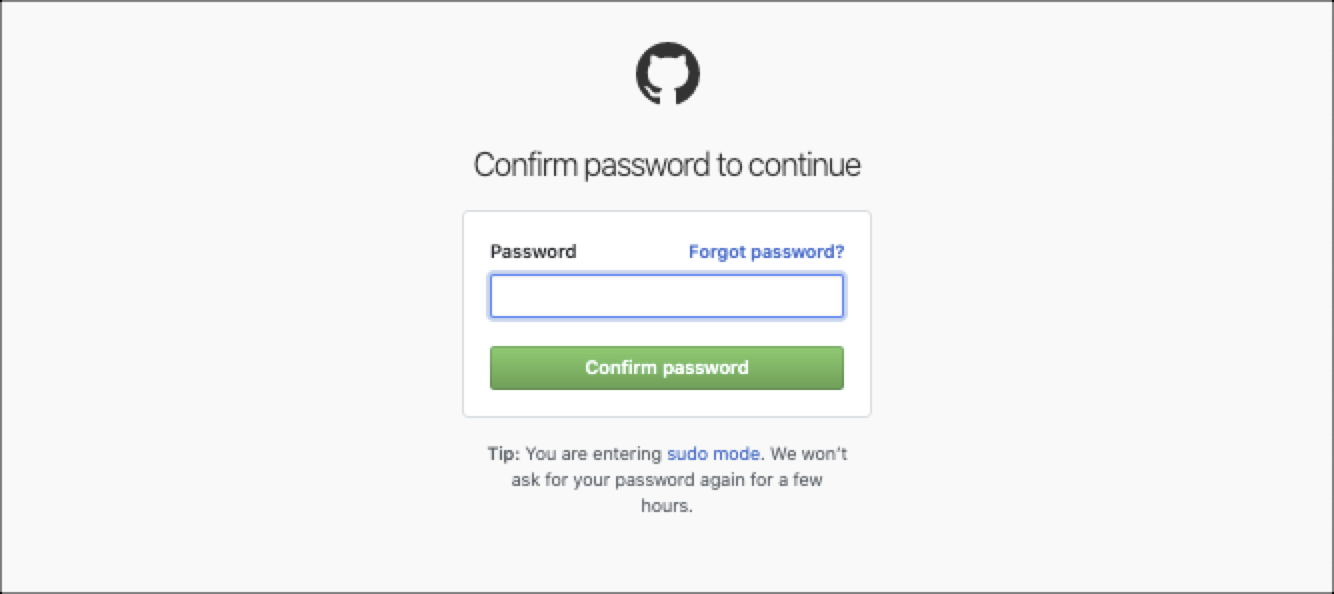 Confirm password to continue
Password Forgot password?
Confirm password
Tip: You are entering sudo mode. We won't
ask for your password again for a few
hours.